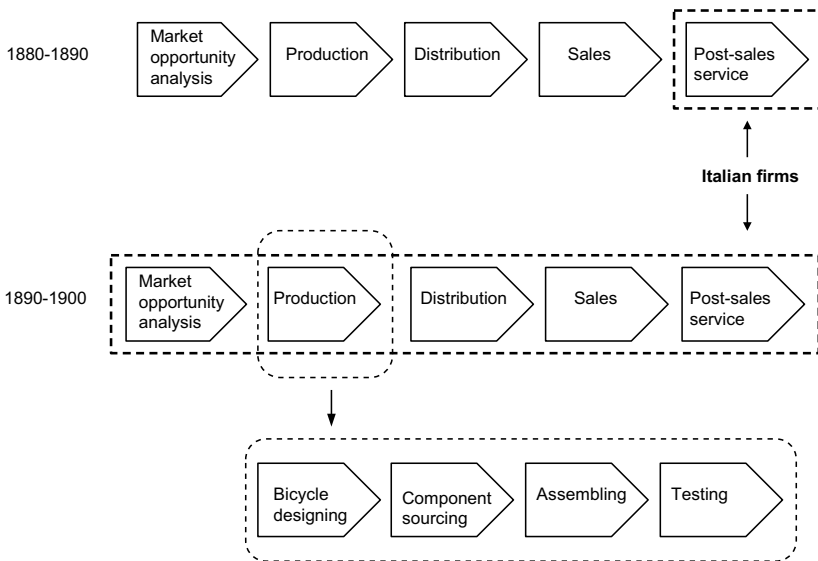 1880-1890
Market
opportunity
analysis
Production
Distribution
Sales
Post-sales
service
Italian firms
1890-1900
Market
opportunity
analysis
Production
Distribution
Sales
Post-sales
service
Bicycle
designing
Component
sourcing
Assembling
Testing